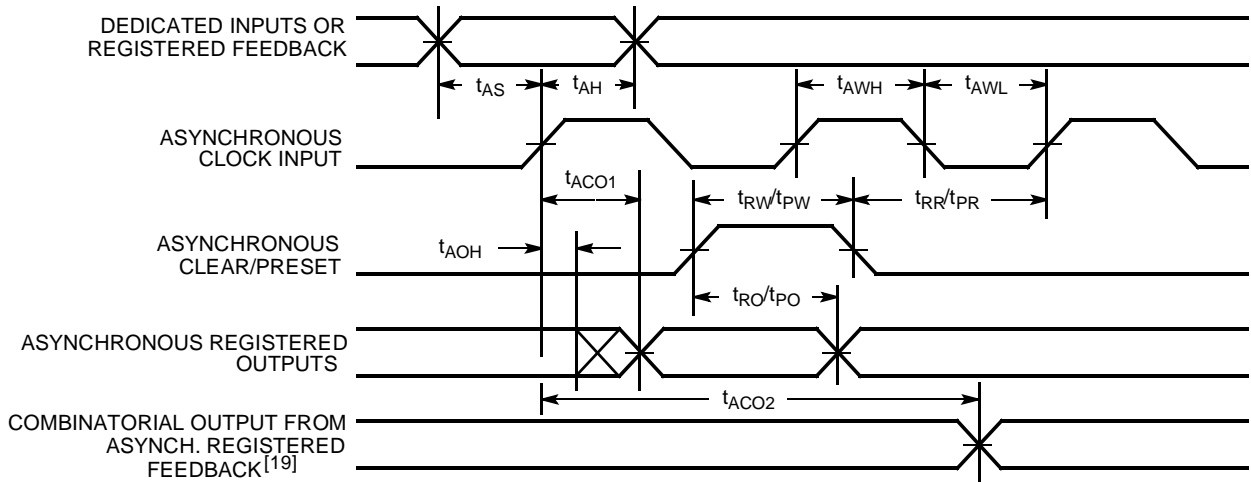 DEDICATED INPUTS OR
REGISTERED FEEDBACK
tAS
tAH
tAWH
tAWL
ASYNCHRONOUS
CLOCK INPUT
tACO1
tRW/tPW
tRR/tPR
ASYNCHRONOUS
CLEAR/PRESET
tAOH
tRO/tPO
ASYNCHRONOUS REGISTERED
OUTPUTS
tACO2
COMBINATORIAL OUTPUT FROM
ASYNCH. REGISTERED
FEEDBACK[19]